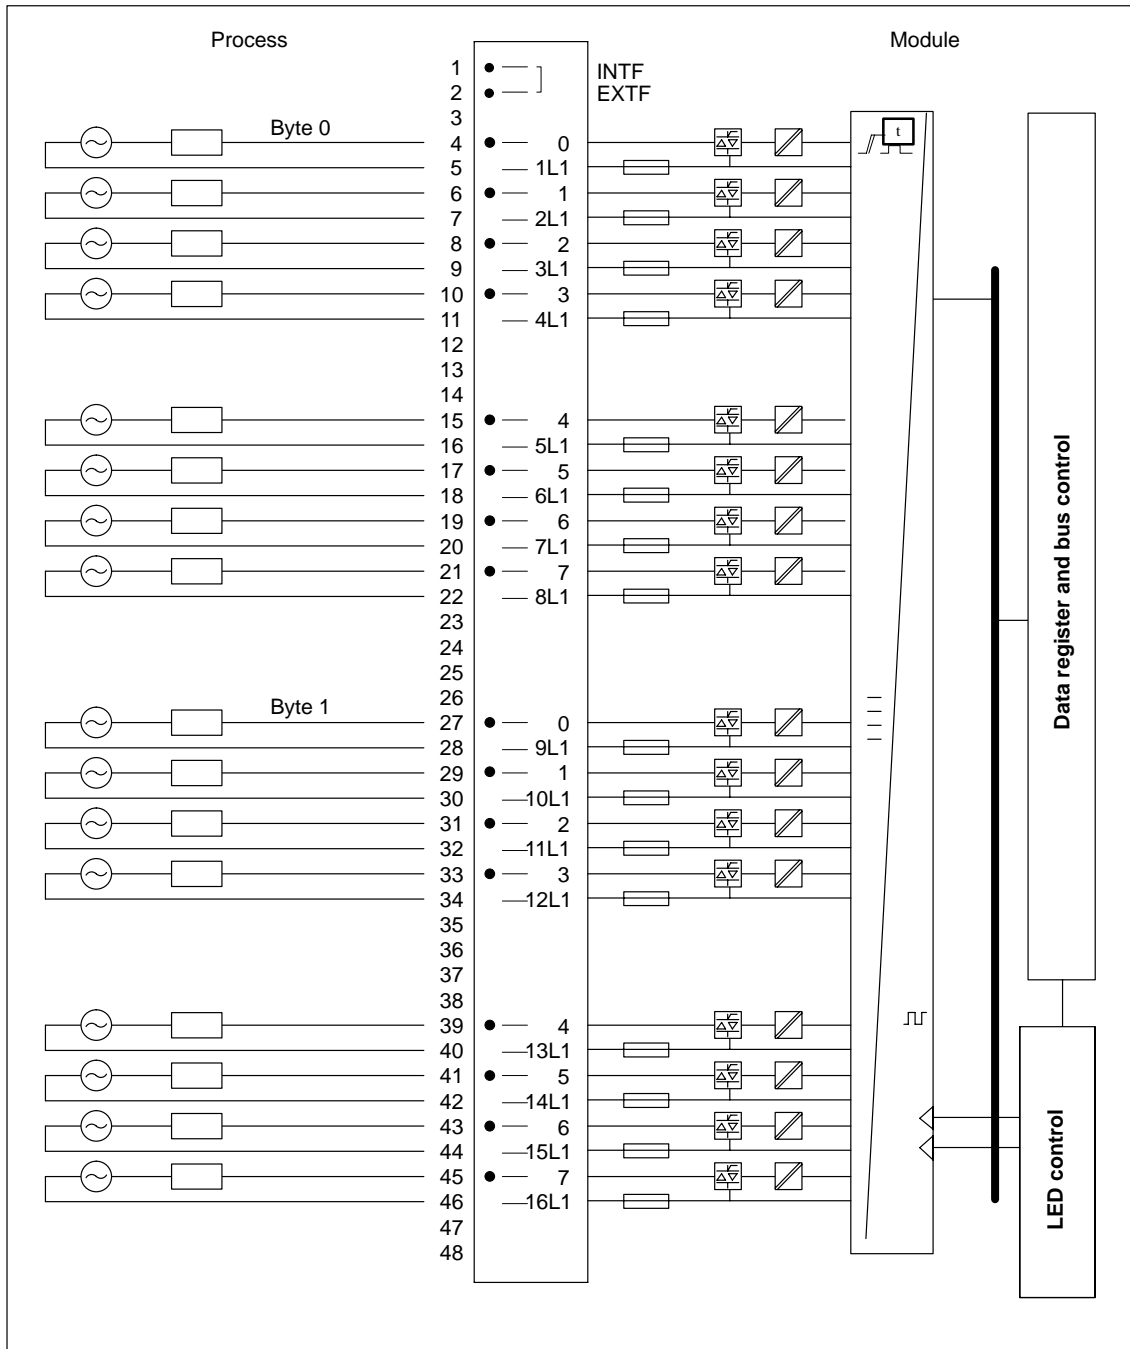 Process Module
1 INTF
2 EXTF
3
Byte 0
t
4 0
5 1L1
6 1
7 2L1
8 2
9 3L1
10 3
11 4L1
12
13
14
15 4
16 5L1
17 5
18 6L1
19 6
20 7L1
21 7
22 8L1
23
24
25
26
Byte 1
27 0
28 9L1
29 1
30 10L1
31 2
32 11L1
33 3
34 12L1
35
36
37
38
39 4
40 13L1
41 5
42 14L1
43 6
44 15L1
45 7
46 16L1
47
48
Data register and bus control
LED control